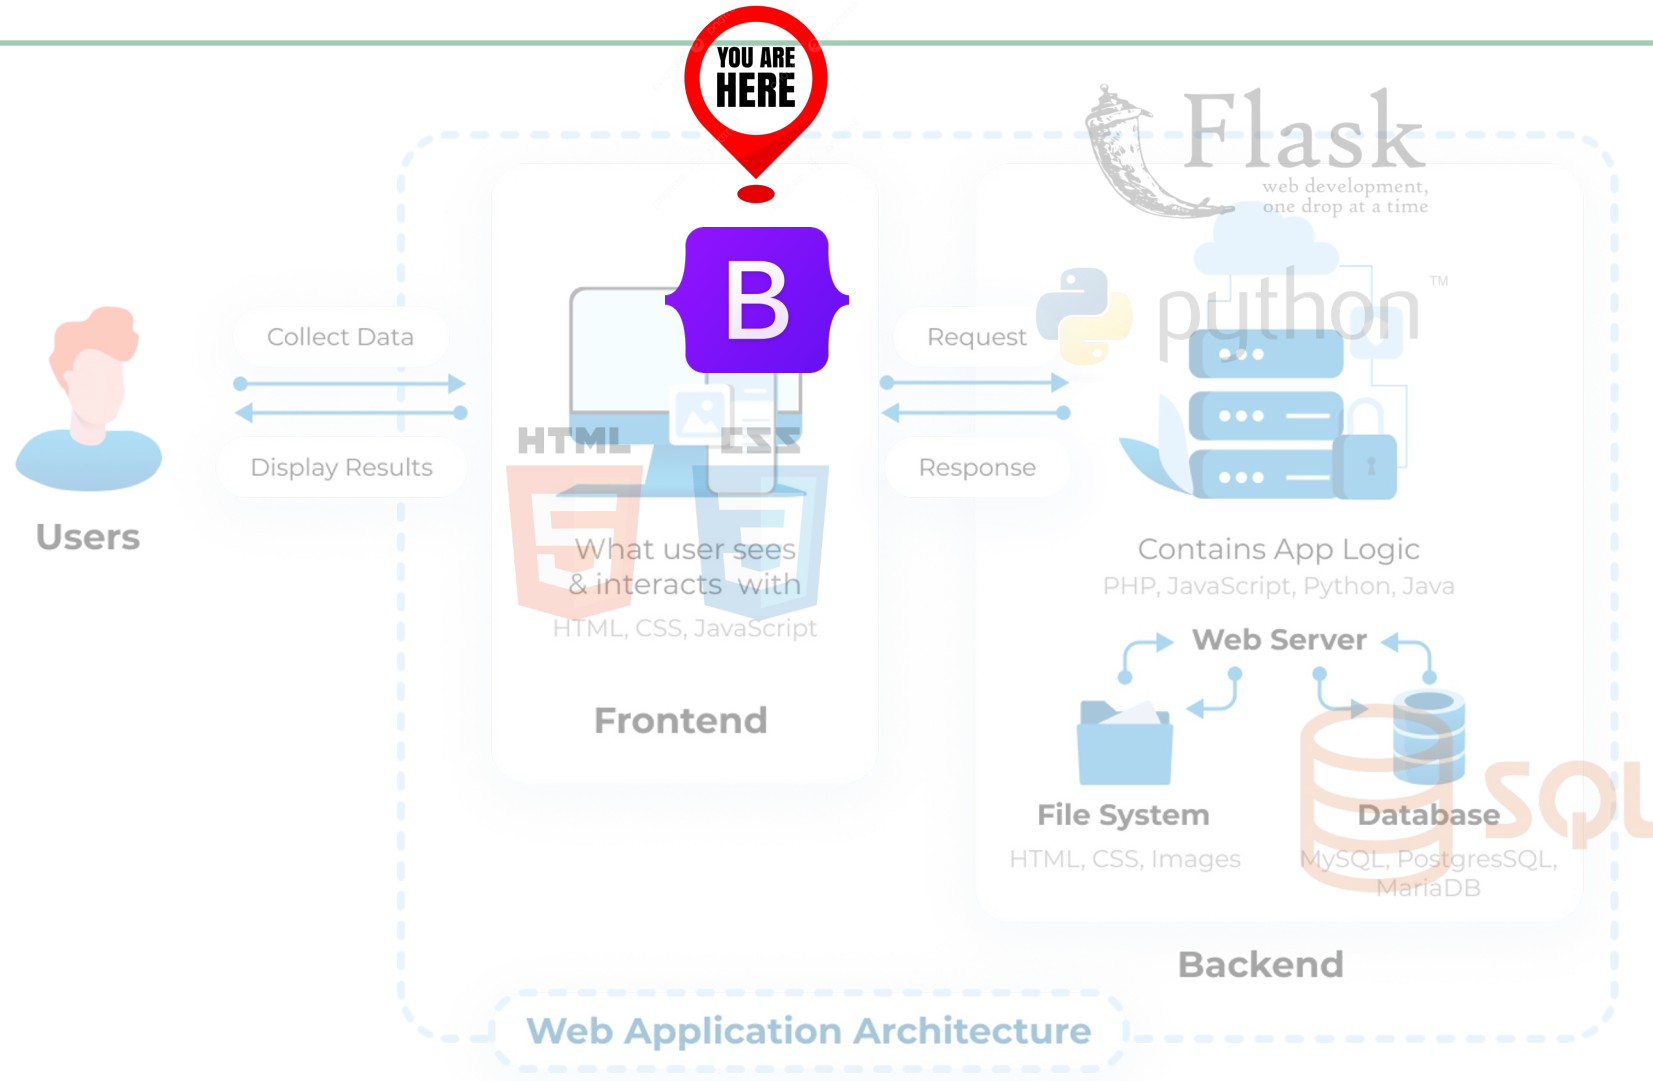 YOU ARE
HERE
Flask
web development,
one drop at a time
B
python
TM
Collect Data
Request
HTML
CSS
Display Results
Response
Users
What user sees
& interacts with
HTML, CSS, JavaScript
Contains App Logic
PHP, JavaScript, Python, Java
Web Server
Frontend
SQL
File System
Database
HTML, CSS, Images
MySQL, PostgresSQL,
MariaDB
Backend
Web Application Architecture